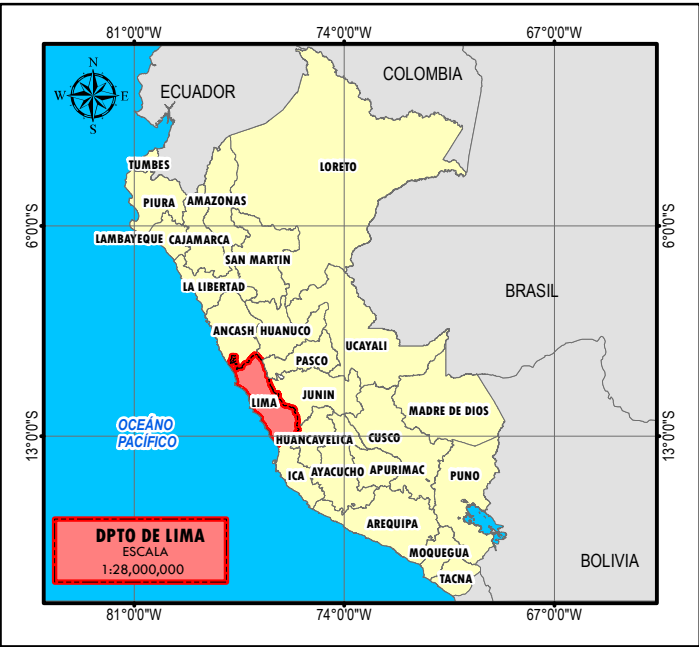 81°0'0"W 74°0'0"W 67°0'0"W
N
W E
S
ECUADOR
COLOMBIA
TUMBES
LORETO
PIURA AMAZONAS
6°0'0"S 6°0'0"S
LAMBAYEQUE CAJAMARCA
SAN MARTIN
LA LIBERTAD
BRASIL
ANCASH HUANUCO
UCAYALI
PASCO
JUNIN
LIMA
MADRE DE DIOS
OCEÁNO
PACÍFICO
13°0'0"S 13°0'0"S
HUANCAVELICA CUSCO
ICA AYACUCHO APURIMAC PUNO
AREQUIPA
DPTO DE LIMA
ESCALA
1:28,000,000
MOQUEGUA
BOLIVIA
TACNA
81°0'0"W 74°0'0"W 67°0'0"W